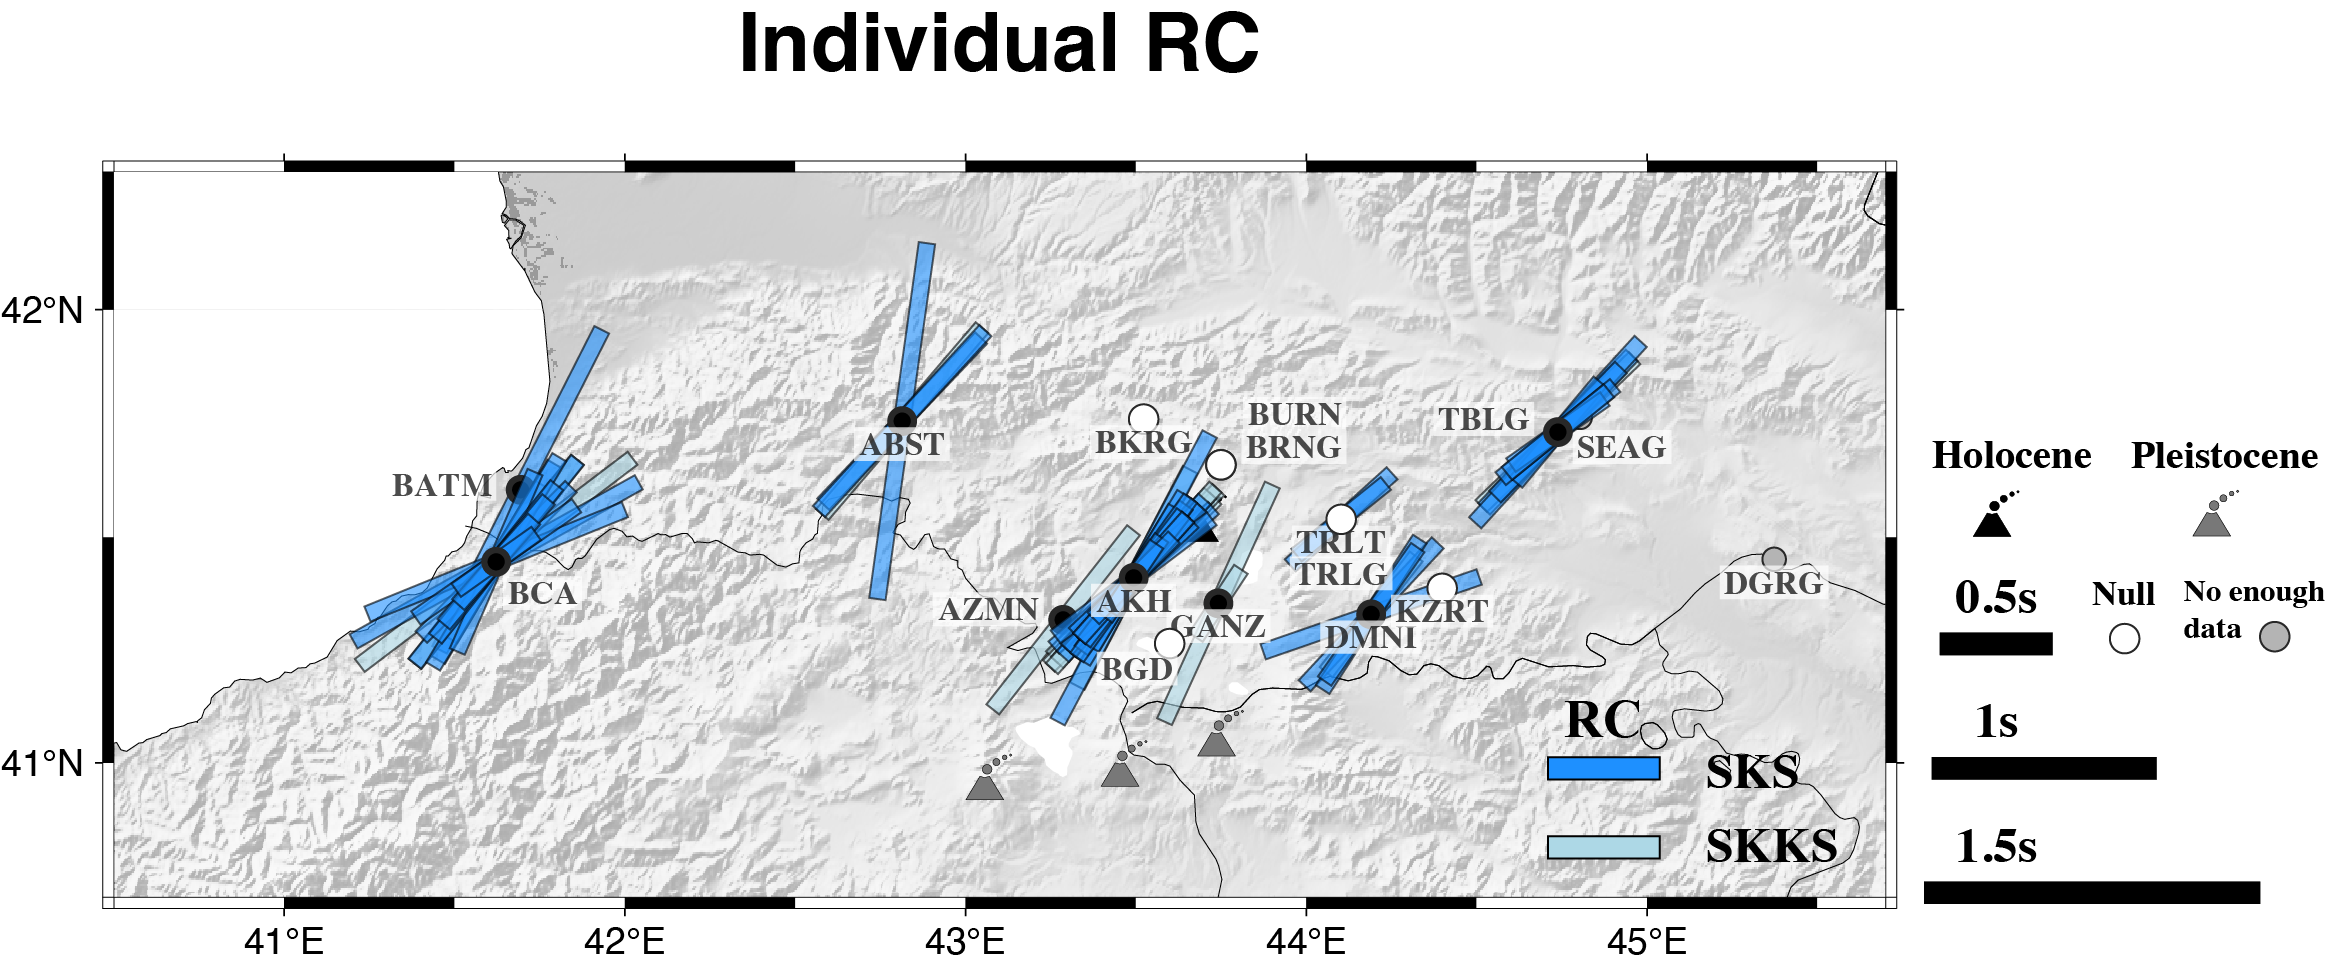 Individual RC
42°N
41°N
41°E
42°E
43°E
44°E
45°E
BATM
BCA
ABST
BKRG
BURN
BRNG
TBLG
SEAG
AZMN
AKH
GANZ
BGD
TRLT
TRLG
KZRT
DMNI
DGRG
RC
SKS
SKKS
Holocene
Pleistocene
0.5s
Null
No enough
data
1s
1.5s